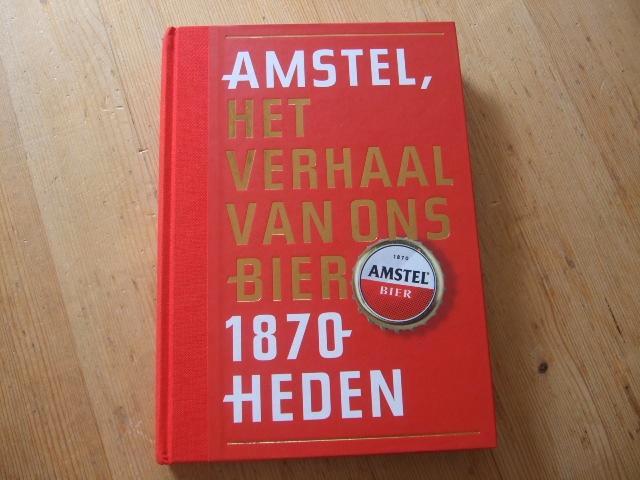 AMSTEL,
HET
VERHAAL
VAN ONS
BIER
1870-
HEDEN
1870
AMSTEL
BIER